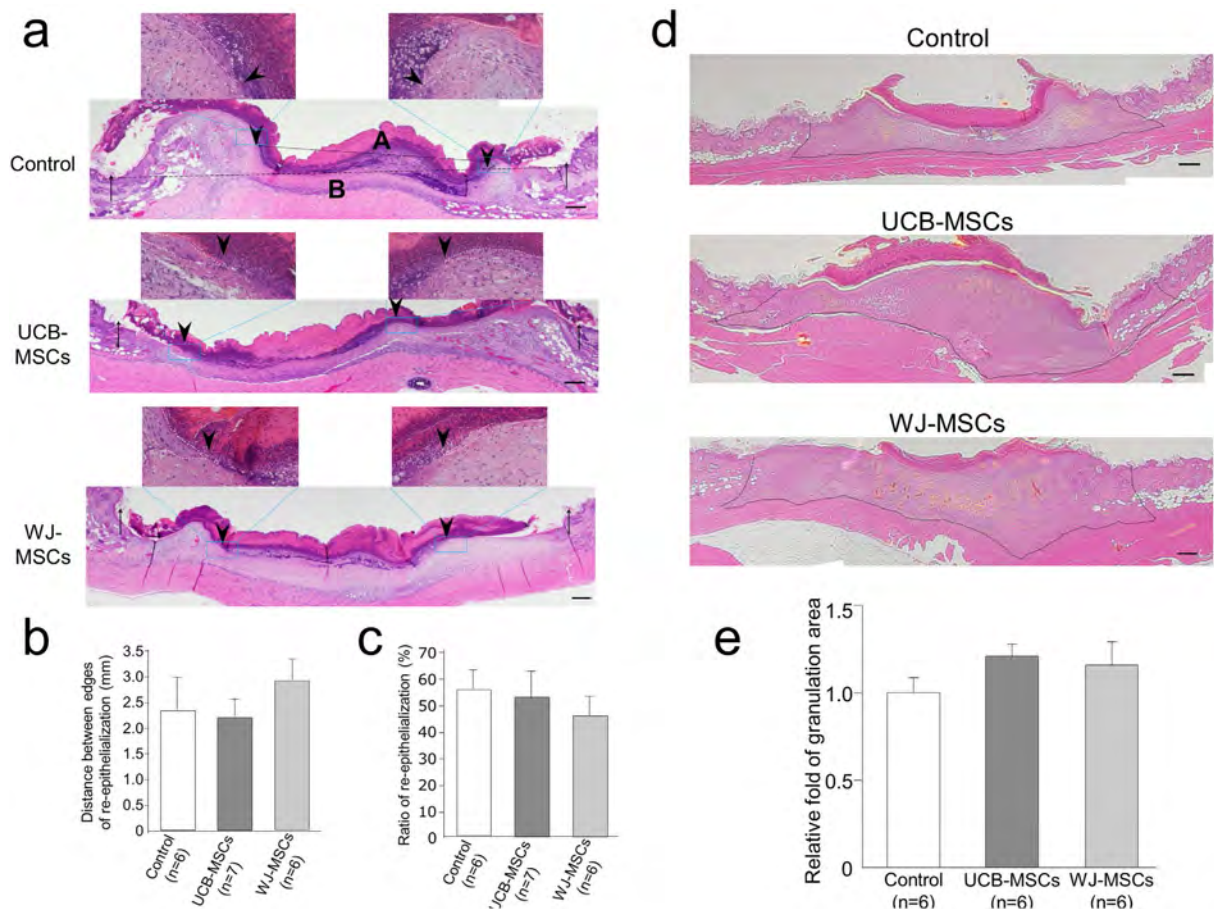 a
Control
A
B
UCB-
MSCs
WJ-
MSCs
b
Distance between edges
of re-epithelialization (mm)
3.5
3.0
2.5
2.0
1.5
1.0
0.5
0
Control
(n=6)
UCB-MSCs
(n=7)
WJ-MSCs
(n=6)
c
Ratio of re-epithelialization (%)
70
60
50
40
30
20
10
0
Control
(n=6)
UCB-MSCs
(n=7)
WJ-MSCs
(n=6)
d
Control
UCB-MSCs
WJ-MSCs
e
Relative fold of granulation area
1.5
1.0
0.5
0
Control
(n=6)
UCB-MSCs
(n=6)
WJ-MSCs
(n=6)